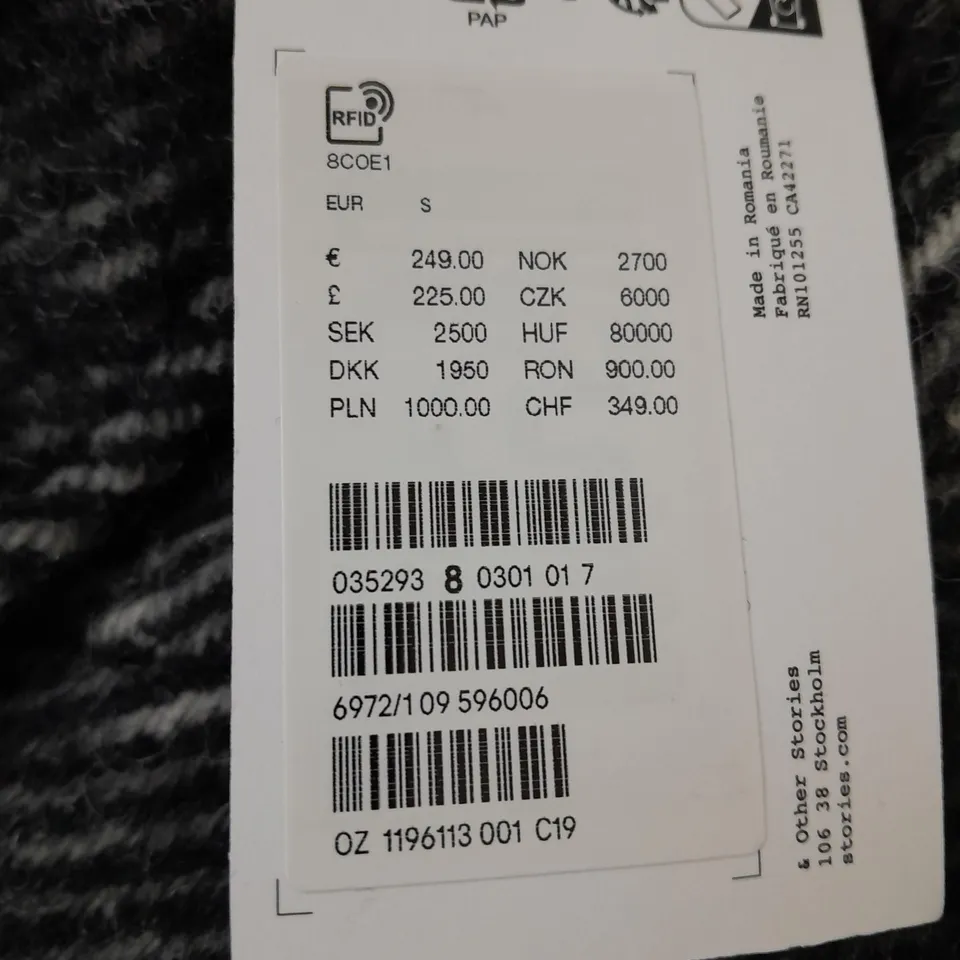 PAP
RFID
8COE1
EUR S
€ 249.00 NOK 2700
£ 225.00 CZK 6000
SEK 2500 HUF 80000
DKK 1950 RON 900.00
PLN 1000.00 CHF 349.00
035293 8 0301 01 7
6972/1 09 596006
OZ 1196113 001 C19
Made in Romania
Fabriqué en Roumanie
RN101255 CA42271
& Other Stories
106 38 Stockholm
stories.com